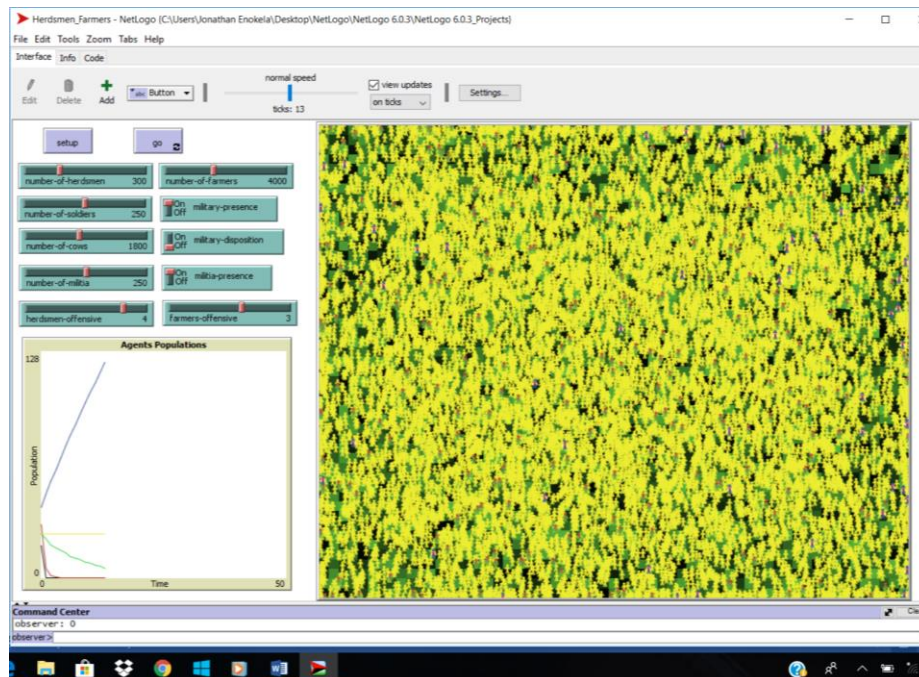 Herdsmen_Farmers - NetLogo {C:\Users\Jonathan Enokela\Desktop\NetLogo\NetLogo 6.0.3\NetLogo 6.0.3_Projects}
File Edit Tools Zoom Tabs Help
Interface Info Code
Edit Delete Add
abc Button
normal speed
ticks: 13
view updates
on ticks
Settings...
setup go
number-of-herdsmen 300 number-of-farmers 4000
number-of-soldiers 250 On Off military-presence
number-of-cows 1800 On Off military-disposition
number-of-militia 250 On Off militia-presence
herdsmen-offensive 4 farmers-offensive 3
Agents Populations
128
Population
0
0 Time 50
Command Center
observer: 0
observer>